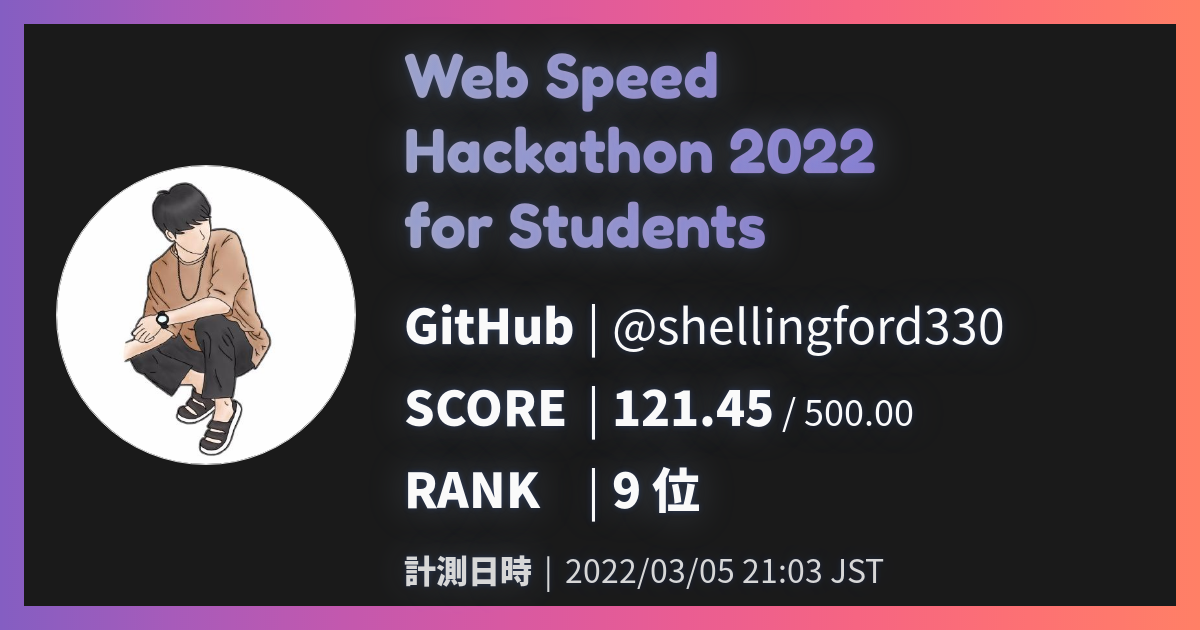 Web Speed
Hackathon 2022
for Students
GitHub | @shellingford330
SCORE | 121.45 / 500.00
RANK | 9 位
計測日時 | 2022/03/05 21:03 JST